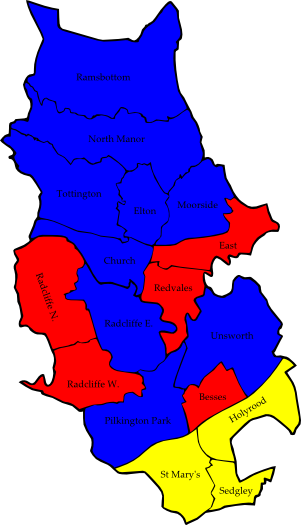 Ramsbottom
North Manor
Tottington
Elton
Moorside
East
Church
Redvales
Radcliffe N.
Radcliffe E.
Unsworth
Radcliffe W.
Besses
Holyrood
Pilkington Park
St Mary's
Sedgley